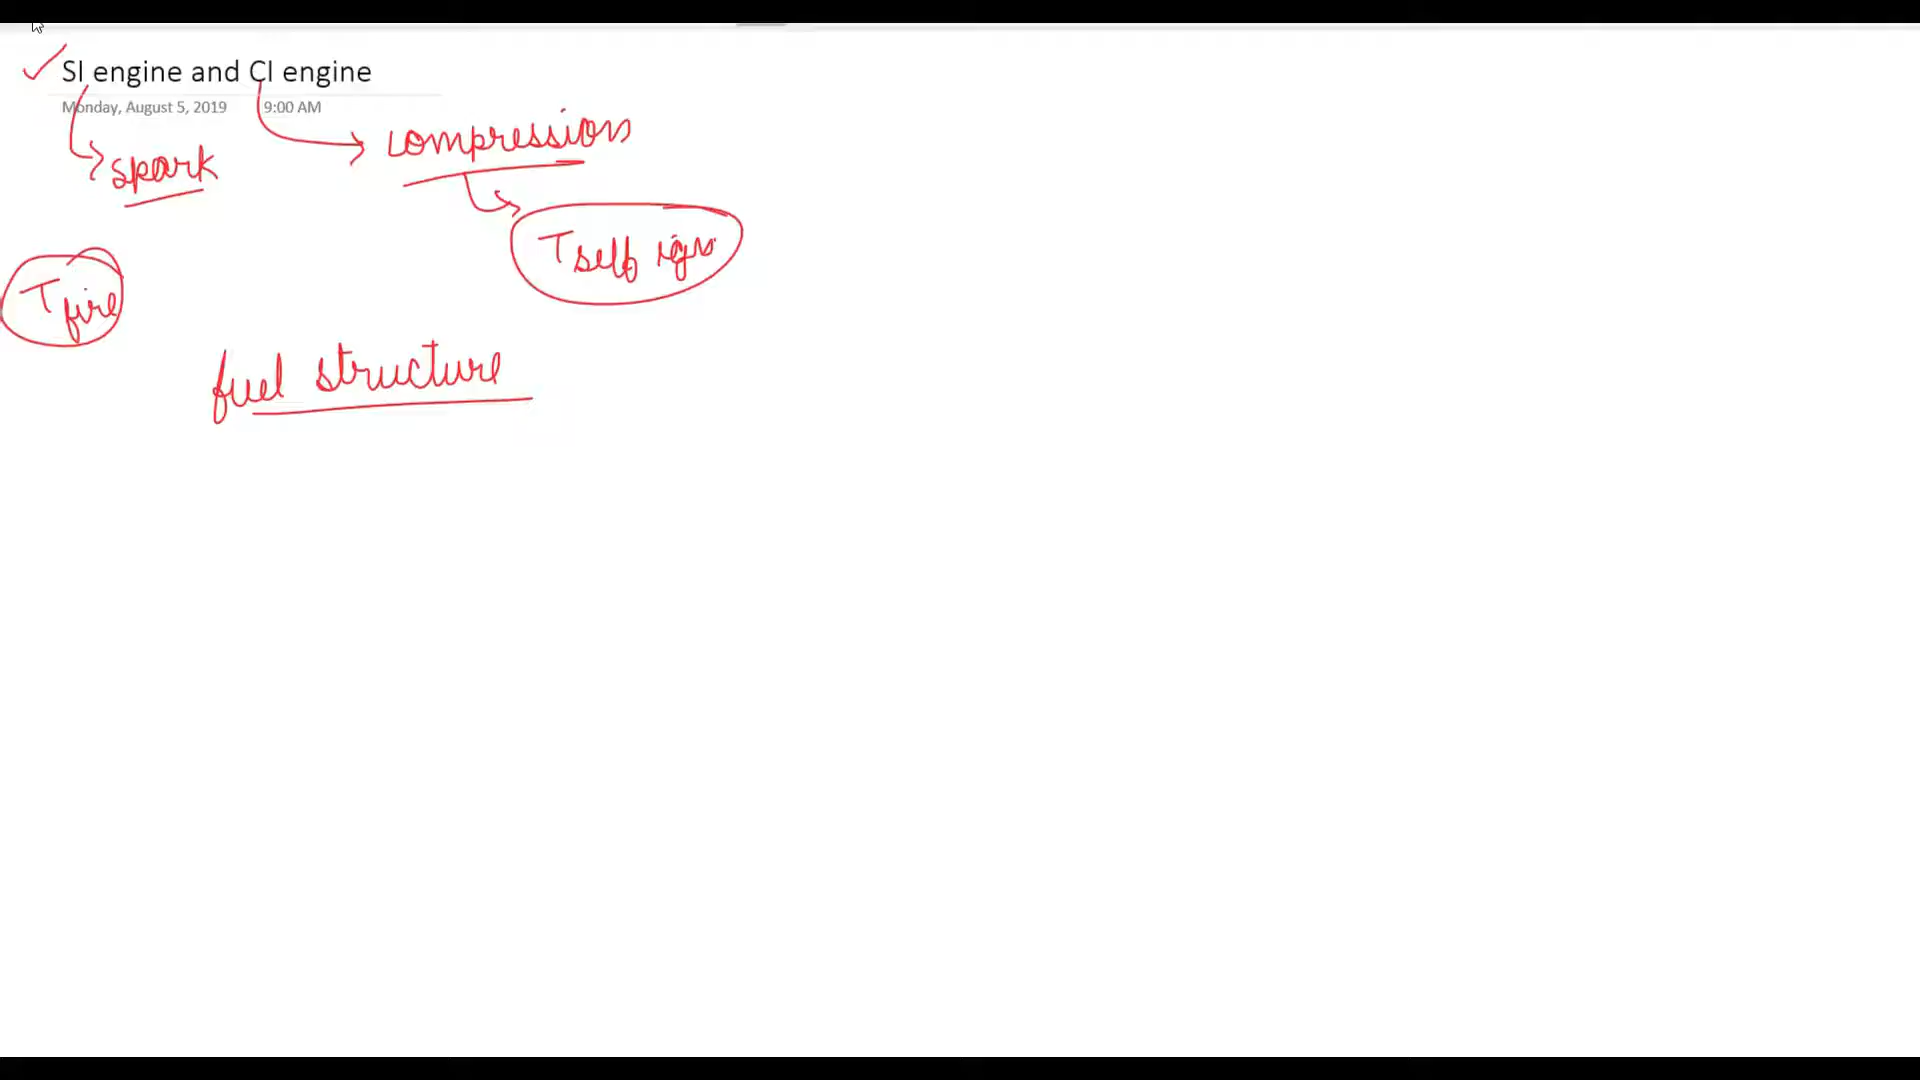 SI engine and CI engine
Monday, August 5, 2019 9:00 AM
compression
spark
T self ign
T fire
fuel structure